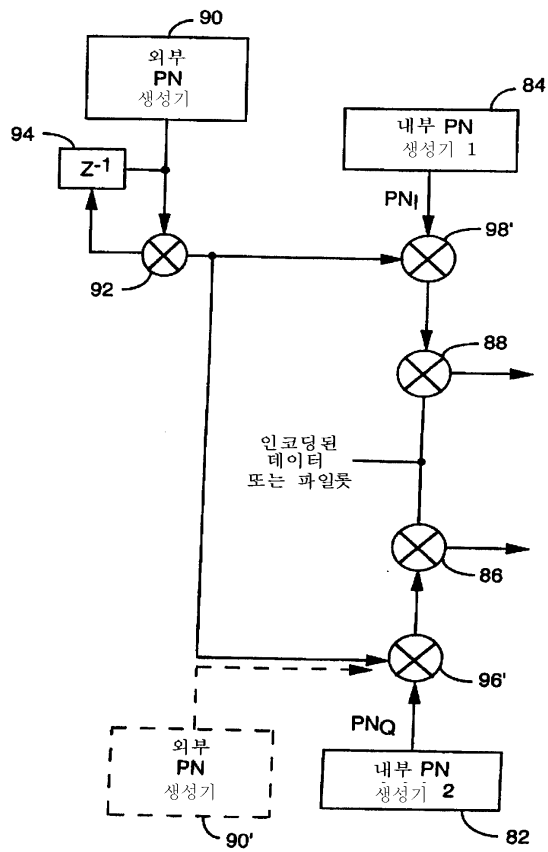 90
외부
PN
생성기
84
94
Z-1
내부 PN
생성기 1
PNI
98'
92
88
인코딩된
데이터
또는 파일롯
86
96'
외부
PN
생성기
PNQ
내부 PN
생성기 2
90'
82